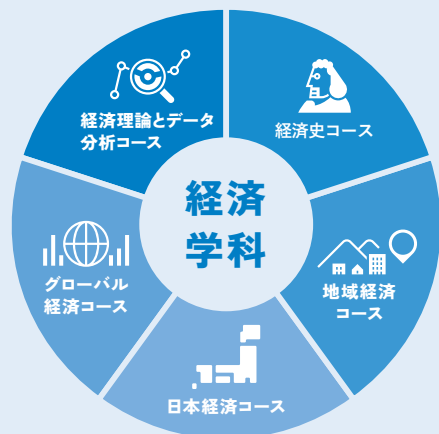 経済理論とデータ
分析コース
経済史コース
経済
学科
グローバル
経済コース
地域経済
コース
日本経済コース